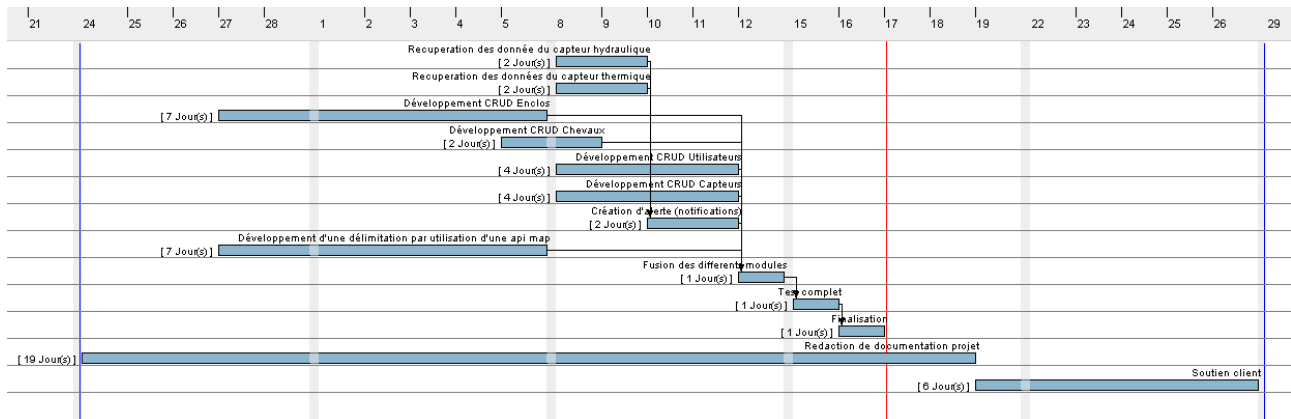 21 24 25 26 27 28 1 2 3 4 5 8 9 10 11 12 15 16 17 18 19 22 23 24 25 26 29
Recuperation des donnée du capteur hydraulique
[ 2 Jour(s) ]
Recuperation des données du capteur thermique
[ 2 Jour(s) ]
Développement CRUD Enclos
[ 7 Jour(s) ]
Développement CRUD Chevaux
[ 2 Jour(s) ]
Développement CRUD Utilisateurs
[ 4 Jour(s) ]
Développement CRUD Capteurs
[ 4 Jour(s) ]
Création d'alerte (notifications)
[ 2 Jour(s) ]
Développement d'une délimitation par utilisation d'une api map
[ 7 Jour(s) ]
Fusion des differents modules
[ 1 Jour(s) ]
Test complet
[ 1 Jour(s) ]
Finalisation
[ 1 Jour(s) ]
Redaction de documentation projet
[ 19 Jour(s) ]
Soutien client
[ 6 Jour(s) ]